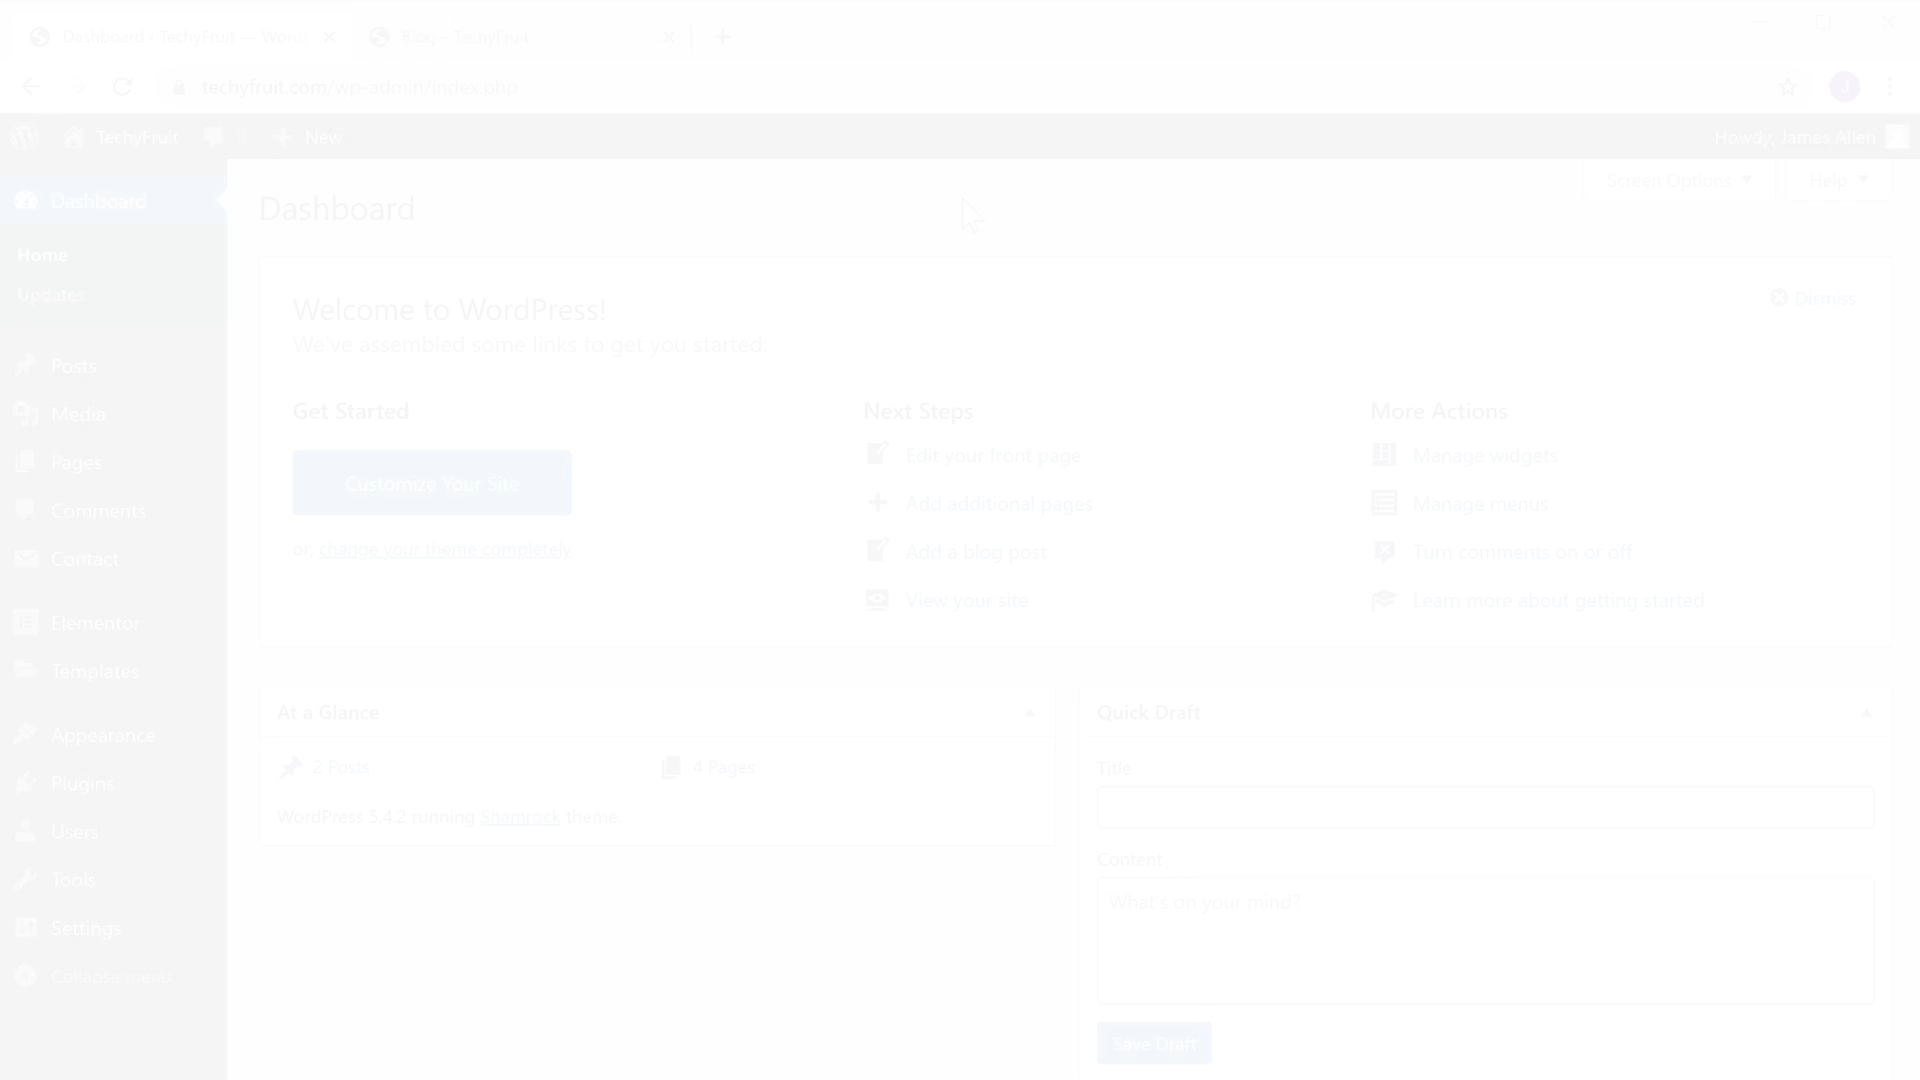 Dashboard - TechyFruit — Word
Blog – TechyFruit
techyfruit.com/wp-admin/index.php
TechyFruit
New
Howdy, James Allen
Screen Options
Help
Dashboard
Home
Updates
Posts
Media
Pages
Comments
Contact
Elementor
Templates
Appearance
Plugins
Users
Tools
Settings
Collapse menu
Dashboard
Welcome to WordPress!
We've assembled some links to get you started:
Dismiss
Get Started
Customize Your Site
or, change your theme completely
Next Steps
Edit your front page
Add additional pages
Add a blog post
View your site
More Actions
Manage widgets
Manage menus
Turn comments on or off
Learn more about getting started
At a Glance
2 Posts
4 Pages
WordPress 5.4.2 running Shamrock theme.
Quick Draft
Title
Content
What's on your mind?
Save Draft